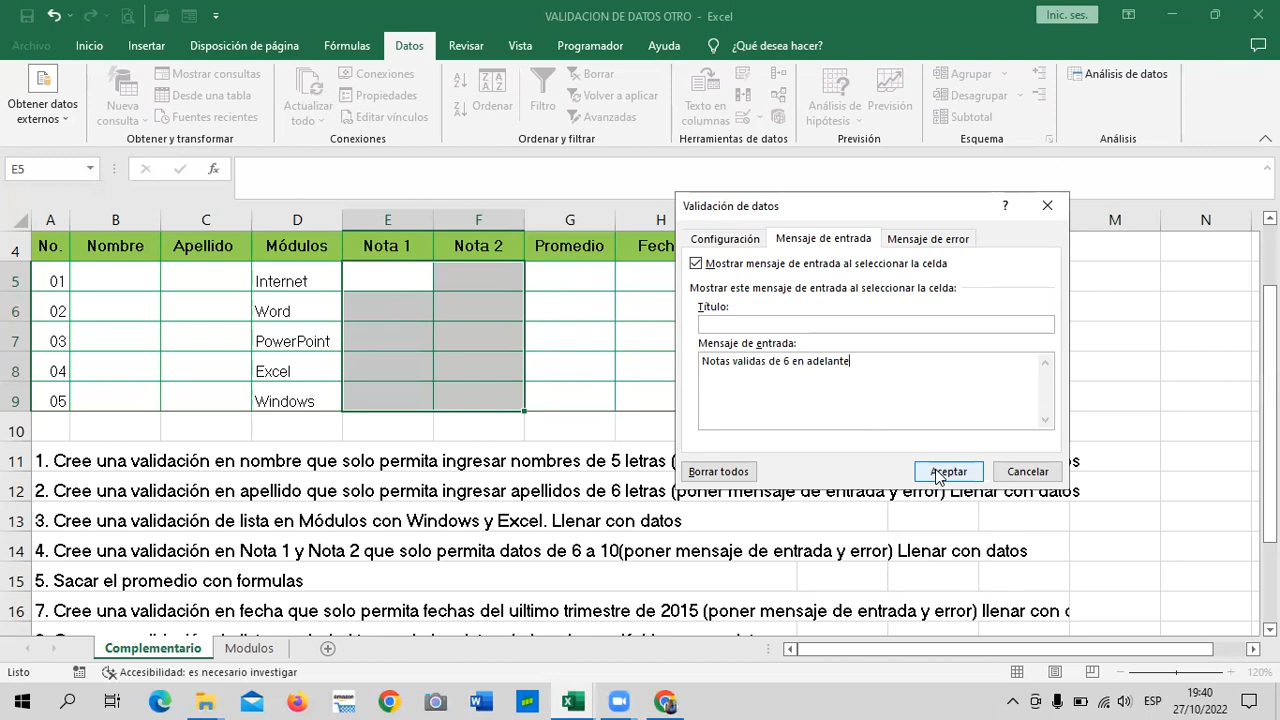 VALIDACION DE DATOS OTRO - Excel
Inic. ses.
Archivo Inicio Insertar Disposición de página Fórmulas Datos Revisar Vista Programador Ayuda ¿Qué desea hacer?
Obtener datos externos
Nueva consulta
Mostrar consultas
Desde una tabla
Fuentes recientes
Obtener y transformar
Actualizar todo
Conexiones
Propiedades
Editar vínculos
Conexiones
Ordenar
Filtro
Borrar
Volver a aplicar
Avanzadas
Ordenar y filtrar
Texto en columnas
Herramientas de datos
Análisis de hipótesis
Previsión
Previsión
Agrupar
Desagrupar
Subtotal
Esquema
Análisis de datos
Análisis
E5
fx
A B C D E F G H M N
4 No. Nombre Apellido Módulos Nota 1 Nota 2 Promedio Fech
5 01 Internet
6 02 Word
7 03 PowerPoint
8 04 Excel
9 05 Windows
10
11 1. Cree una validación en nombre que solo permita ingresar nombres de 5 letras ( os
12 2. Cree una validación en apellido que solo permita ingresar apellidos de 6 letras (poner mensaje de entrada y error) Llenar con datos
13 3. Cree una validación de lista en Módulos con Windows y Excel. Llenar con datos
14 4. Cree una validación en Nota 1 y Nota 2 que solo permita datos de 6 a 10(poner mensaje de entrada y error) Llenar con datos
15 5. Sacar el promedio con formulas
16 7. Cree una validación en fecha que solo permita fechas del uiltimo trimestre de 2015 (poner mensaje de entrada y error) llenar con
Validación de datos
?
Configuración Mensaje de entrada Mensaje de error
Mostrar mensaje de entrada al seleccionar la celda
Mostrar este mensaje de entrada al seleccionar la celda:
Título:
Mensaje de entrada:
Notas validas de 6 en adelante
Borrar todos Aceptar Cancelar
Complementario Modulos
Listo Accesibilidad: es necesario investigar 120%
amazon
ESP
19:40
27/10/2022